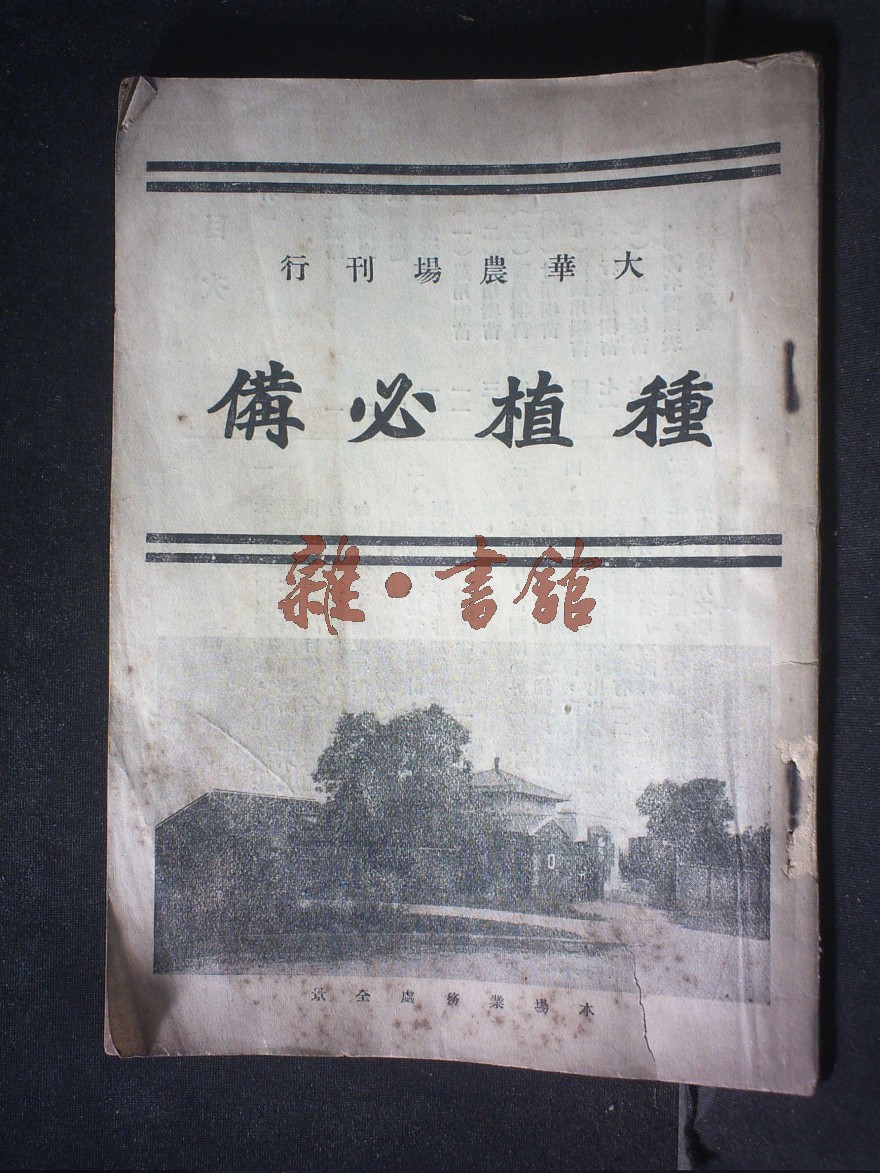 大華農場刊行
種植必備
雜·書館
本場業務處全景